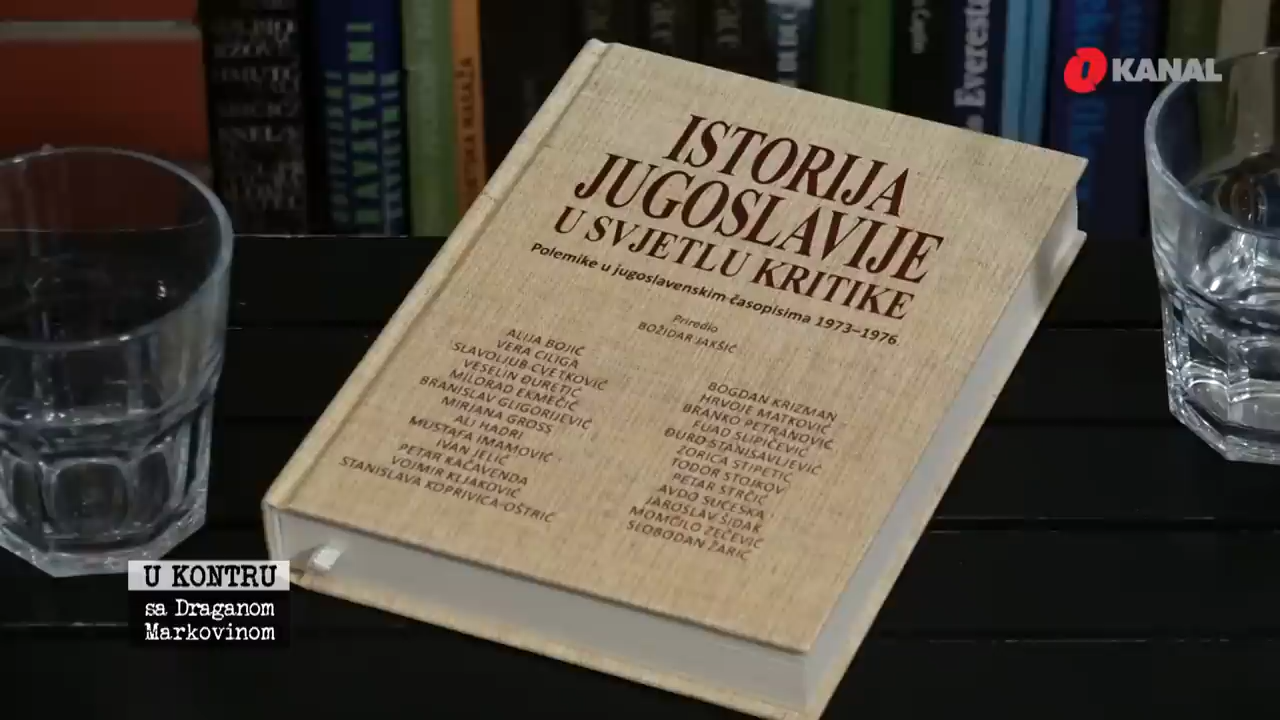 O KANAL
Everesta
MASAŽA
ISTORIJA
JUGOSLAVIJE
U SVJETLU KRITIKE
Polemike u jugoslavenskim časopisima 1973–1976.
Priredio
BOŽIDAR JAKŠIĆ
ALIJA BOJIĆ
VERA CILIGA
SLAVOLJUB CVETKOVIĆ
VESELIN ĐURETIĆ
MILORAD EKMEČIĆ
BRANISLAV GLIGORIJEVIĆ
MIRJANA GROSS
ALI HADRI
MUSTAFA IMAMOVIĆ
IVAN JELIĆ
PETAR KAČAVENDA
VOJMIR KLJAKOVIĆ
STANISLAVA KOPRIVICA-OŠTRIĆ
BOGDAN KRIZMAN
HRVOJE MATKOVIĆ
BRANKO PETRANOVIĆ
FUAD SLIPIČEVIĆ
ĐURO STANISAVLJEVIĆ
ZORICA STIPETIĆ
TODOR STOJKOV
PETAR STRČIĆ
AVDO SUĆESKA
JAROSLAV ŠIDAK
MOMČILO ZEČEVIĆ
SLOBODAN ŽARIĆ
U KONTRU
sa Draganom
Markovinom